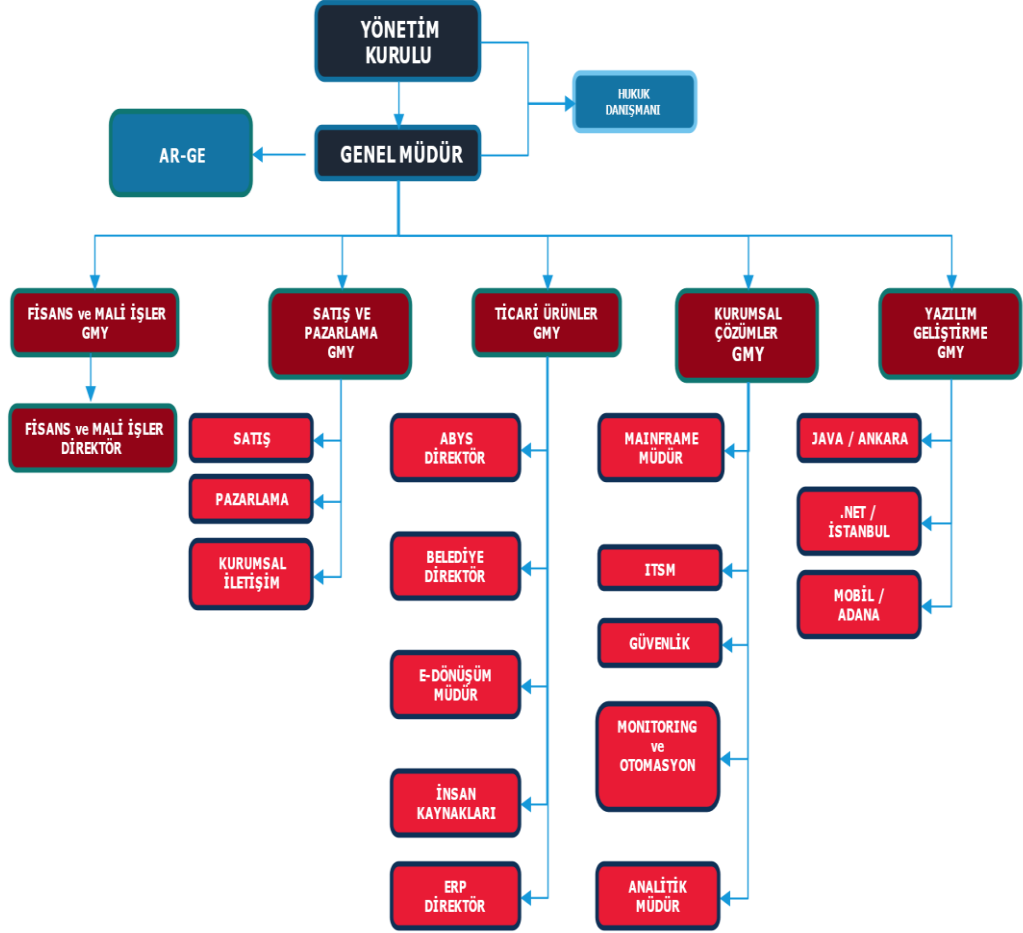 YÖNETİM
KURULU
HUKUK
DANIŞMANI
AR-GE
GENEL MÜDÜR
FİSANS ve MALİ İŞLER
GMY
SATIŞ VE
PAZARLAMA
GMY
TİCARİ ÜRÜNLER
GMY
KURUMSAL
ÇÖZÜMLER
GMY
YAZILIM
GELİŞTİRME
GMY
FİSANS ve MALİ İŞLER
DİREKTÖR
SATIŞ
PAZARLAMA
KURUMSAL
İLETİŞİM
ABYS
DİREKTÖR
BELEDİYE
DİREKTÖR
E-DÖNÜŞÜM
MÜDÜR
İNSAN
KAYNAKLARI
ERP
DİREKTÖR
MAINFRAME
MÜDÜR
ITSM
GÜVENLİK
MONITORING
ve
OTOMASYON
ANALİTİK
MÜDÜR
JAVA / ANKARA
.NET /
İSTANBUL
MOBİL /
ADANA